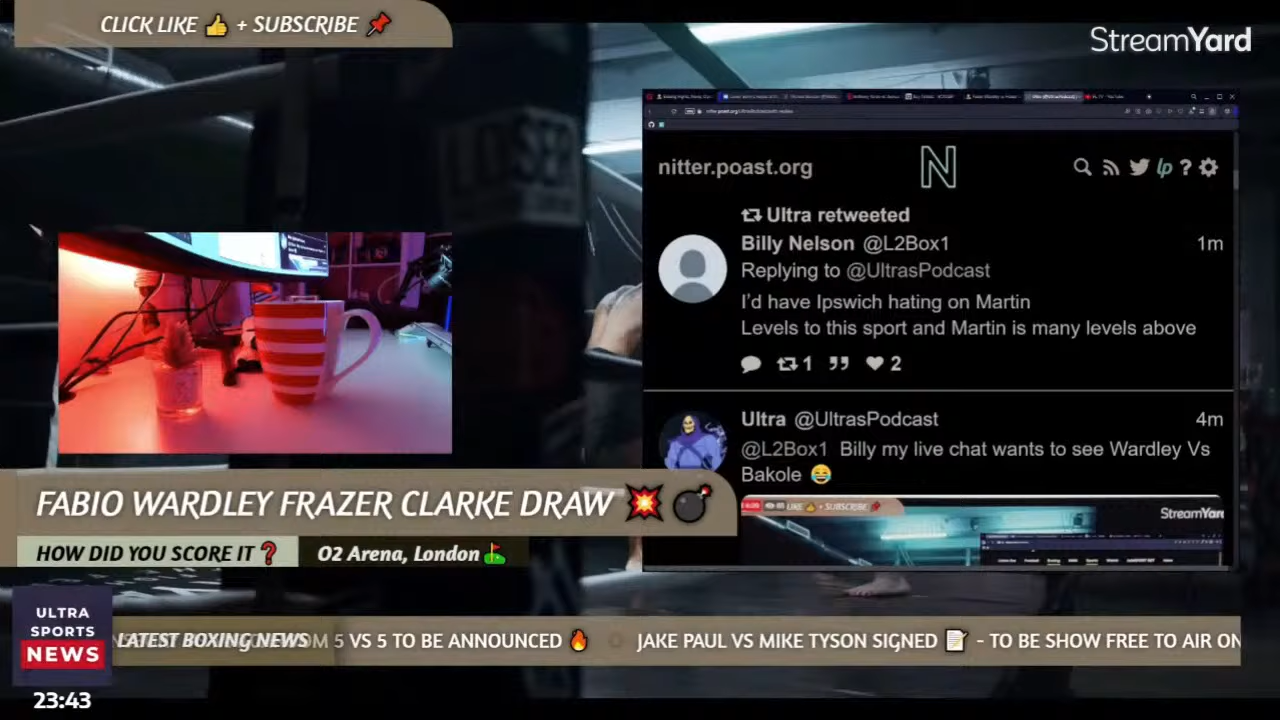 CLICK LIKE 👍 + SUBSCRIBE 📌
StreamYard
LOSER
nitter.poast.org
N
lp ?
Ultra retweeted
Billy Nelson @L2Box1 1m
Replying to @UltrasPodcast
I'd have Ipswich hating on Martin
Levels to this sport and Martin is many levels above
1 2
Ultra @UltrasPodcast 4m
@L2Box1 Billy my live chat wants to see Wardley Vs
Bakole 😂
LIKE 👍 + SUBSCRIBE 📌
StreamYard
FABIO WARDLEY FRAZER CLARKE DRAW 💥 💣
HOW DID YOU SCORE IT❓ O2 Arena, London⛳
ULTRA
SPORTS
NEWS
LATEST BOXING NEWS
5 VS 5 TO BE ANNOUNCED 🔥 JAKE PAUL VS MIKE TYSON SIGNED 📝 - TO BE SHOW FREE TO AIR ON
23:43